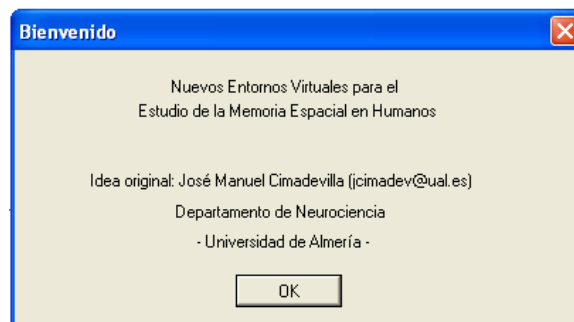 Bienvenido
Nuevos Entornos Virtuales para el
Estudio de la Memoria Espacial en Humanos
Idea original: José Manuel Cimadevilla (jcimadev@ual.es)
Departamento de Neurociencia
- Universidad de Almería -
OK